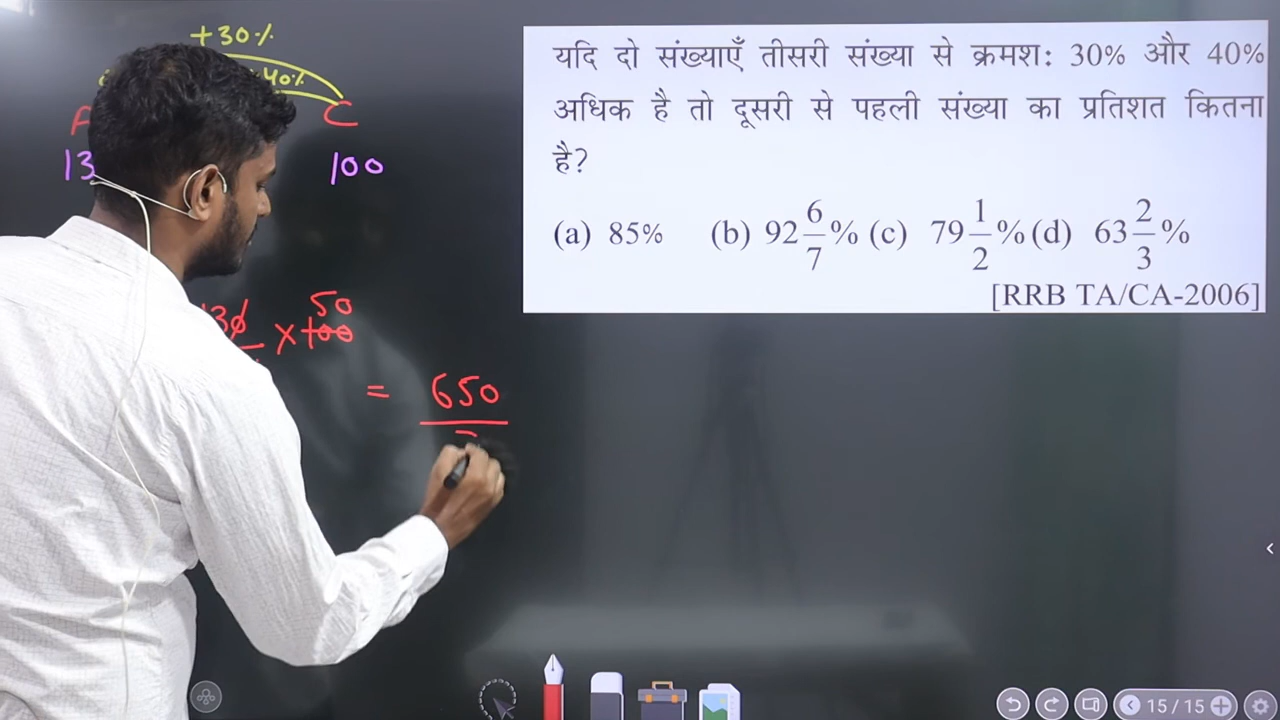 +30%
40%
C
13
100
50
× 100
= 650
यदि दो संख्याएँ तीसरी संख्या से क्रमश: 30% और 40%
अधिक है तो दूसरी से पहली संख्या का प्रतिशत कितना
है?
(a) 85% (b) 92 6/7 % (c) 79 1/2 % (d) 63 2/3 %
[RRB TA/CA-2006]
15 / 15